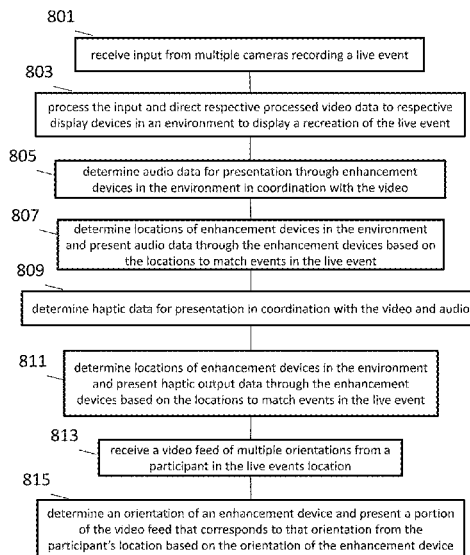 801
receive input from multiple cameras recording a live event
803
process the input and direct respective processed video data to respective
display devices in an environment to display a recreation of the live event
805
determine audio data for presentation through enhancement
devices in the environment in coordination with the video
807
determine locations of enhancement devices in the environment
and present audio data through the enhancement devices based on
the locations to match events in the live event
809
determine haptic data for presentation in coordination with the video and audio
811
determine locations of enhancement devices in the environment
and present haptic output data through the enhancement
devices based on the locations to match events in the live event
813
receive a video feed of multiple orientations from a
participant in the live events location
815
determine an orientation of an enhancement device and present a portion
of the video feed that corresponds to that orientation from the
participant's location based on the orientation of the enhancement device